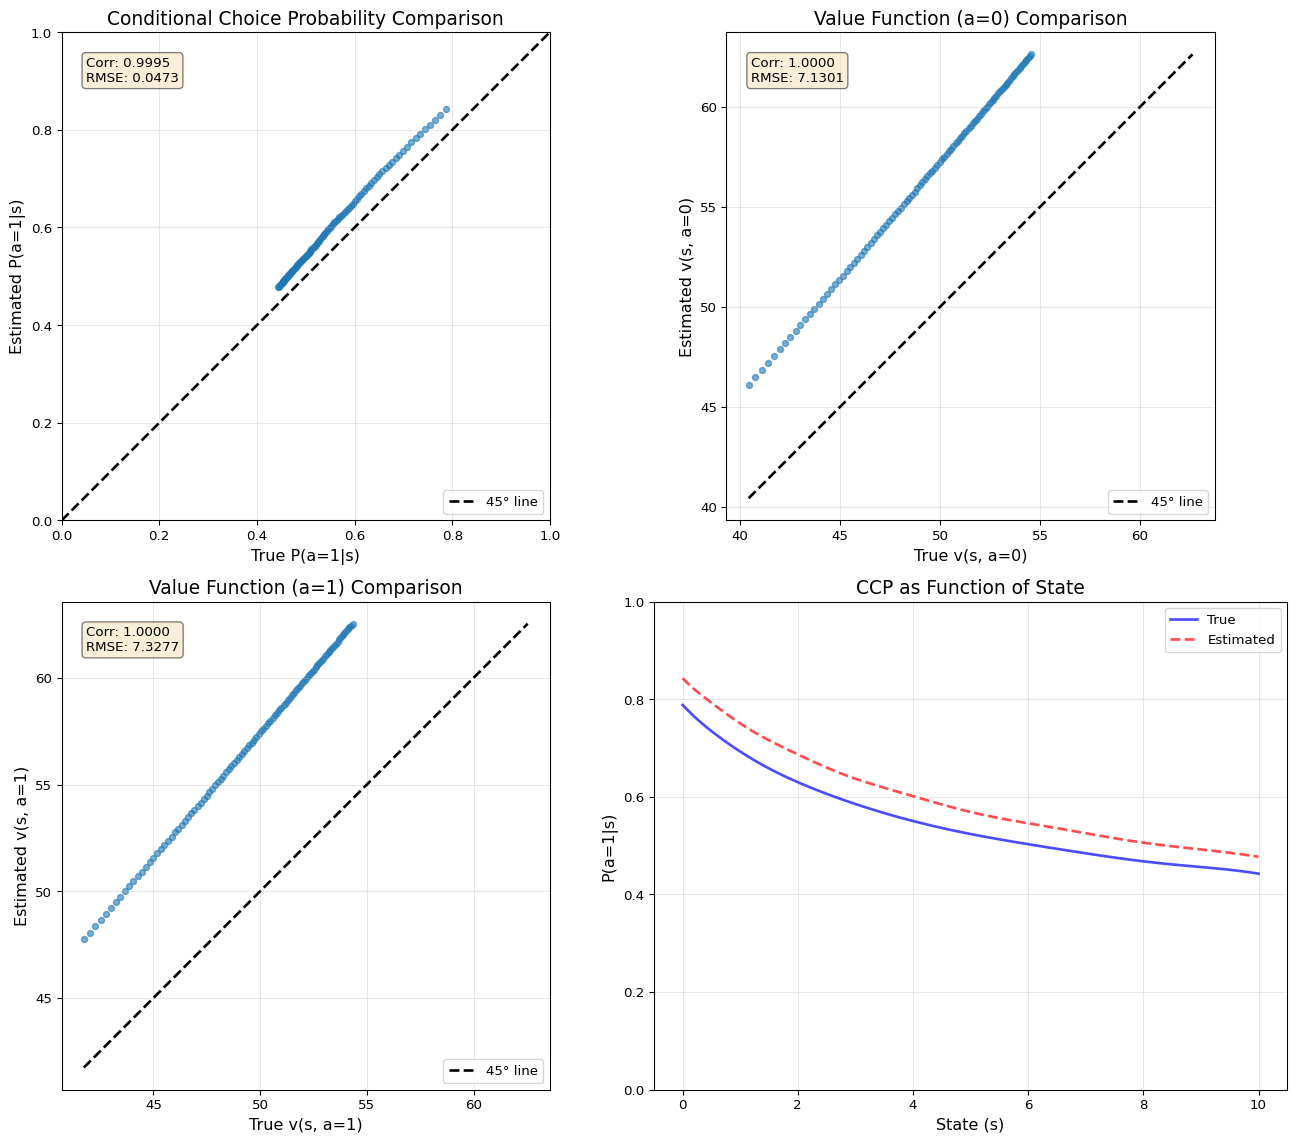 Conditional Choice Probability Comparison
Corr: 0.9995
RMSE: 0.0473
1.0
0.8
0.6
0.4
0.2
0.0
Estimated P(a=1|s)
45° line
0.0 0.2 0.4 0.6 0.8 1.0
True P(a=1|s)
Value Function (a=0) Comparison
Corr: 1.0000
RMSE: 7.1301
60
55
50
45
40
Estimated v(s, a=0)
45° line
40 45 50 55 60
True v(s, a=0)
Value Function (a=1) Comparison
Corr: 1.0000
RMSE: 7.3277
60
55
50
45
Estimated v(s, a=1)
45° line
45 50 55 60
True v(s, a=1)
CCP as Function of State
True
Estimated
1.0
0.8
0.6
0.4
0.2
0.0
P(a=1|s)
0 2 4 6 8 10
State (s)